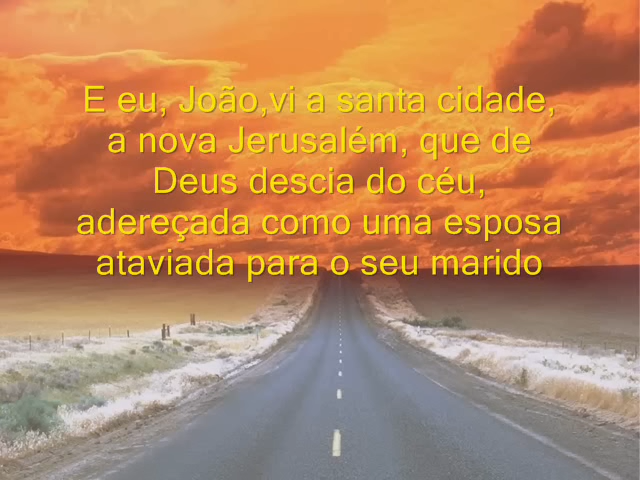 E eu, João,vi a santa cidade,
a nova Jerusalém, que de
Deus descia do céu,
adereçada como uma esposa
ataviada para o seu marido